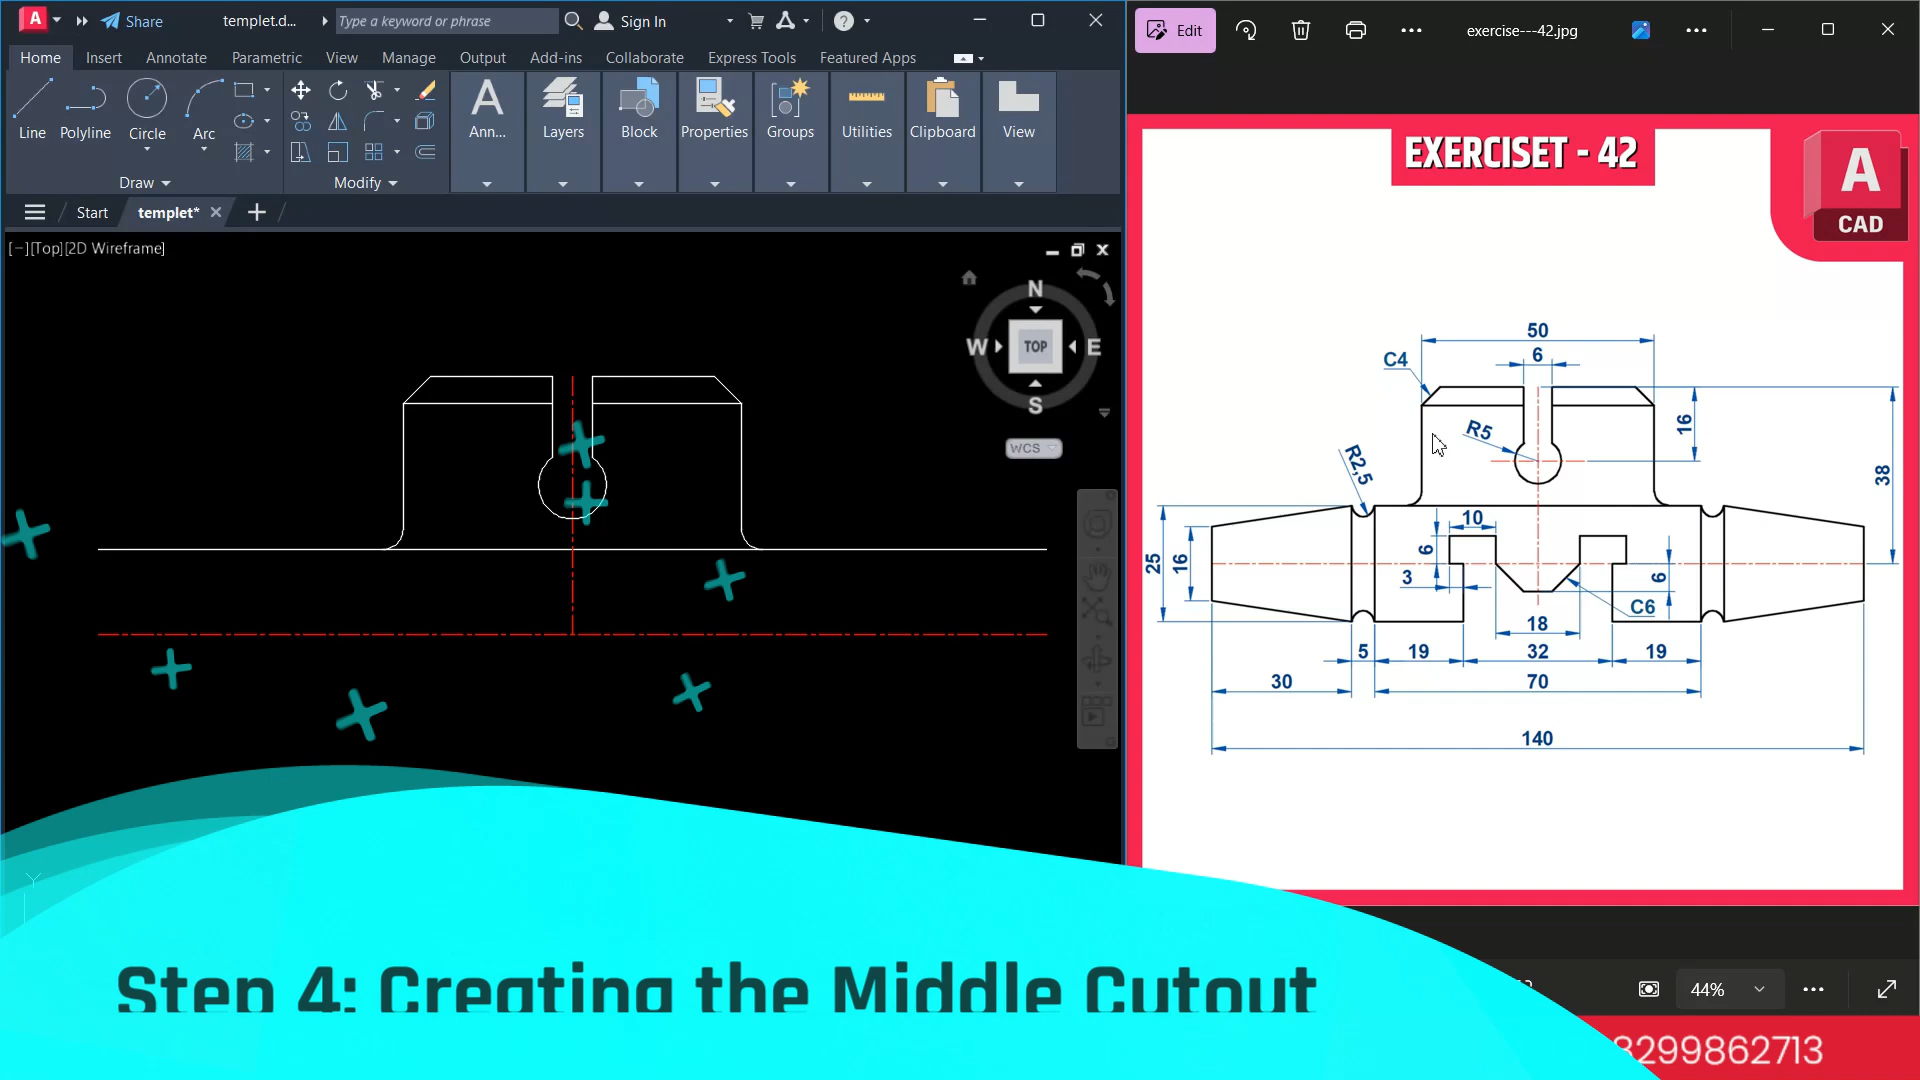 A
Share
templet.d...
Type a keyword or phrase
Sign In
?
Home Insert Annotate Parametric View Manage Output Add-ins Collaborate Express Tools Featured Apps
Line Polyline Circle Arc
Draw
Modify
A
Ann...
Layers
Block
Properties
Groups
Utilities
Clipboard
View
Start
templet*
[−][Top][2D Wireframe]
N
W TOP E
S
WCS
Y
Edit
exercise---42.jpg
EXERCISET - 42
A
CAD
50
6
C4
R5
16
R2,5
38
10
25
16
6
3
6
C6
18
5 19 32 19
30 70
140
Step 4: Creating the Middle Cutout
44%
8299862713